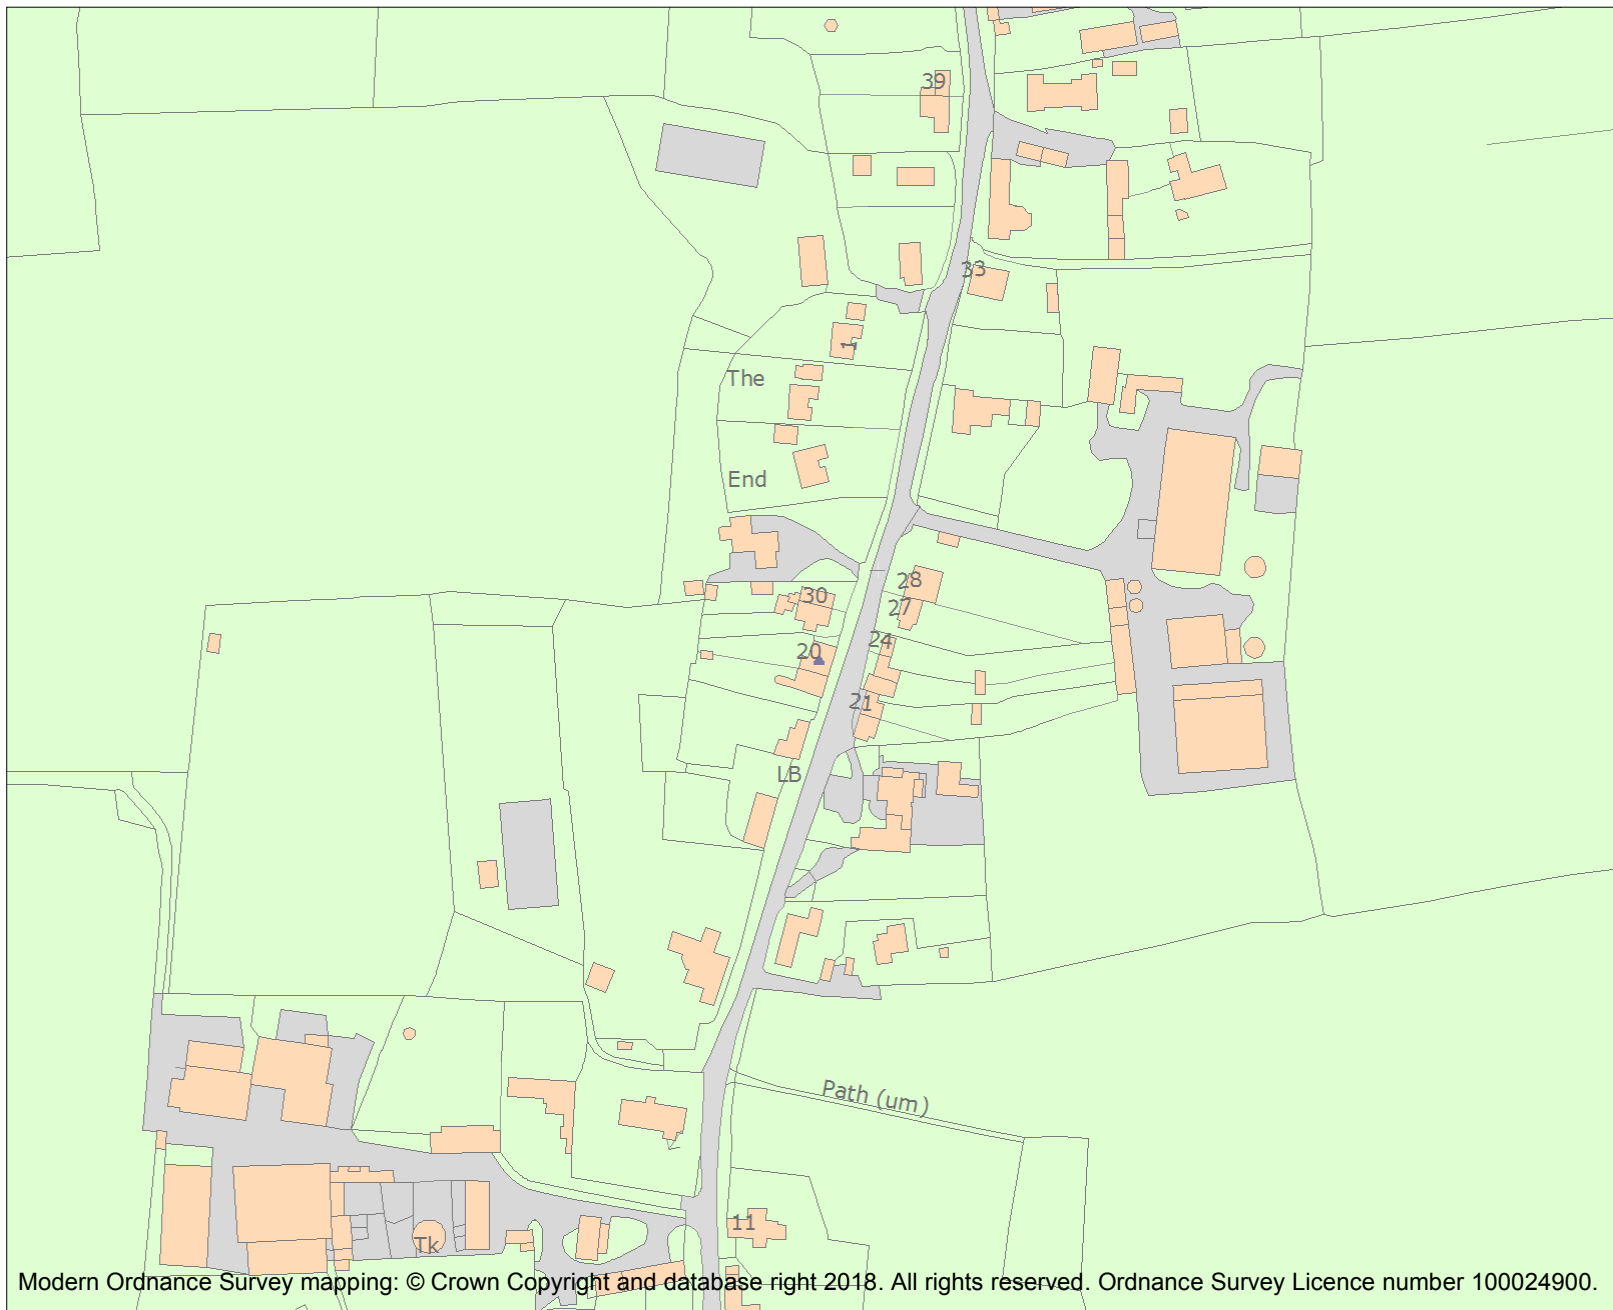 39
33
1
The
End
28
30
27
24
20
21
LB
Path (um)
11
Tk
Modern Ordnance Survey mapping: © Crown Copyright and database right 2018. All rights reserved. Ordnance Survey Licence number 100024900.